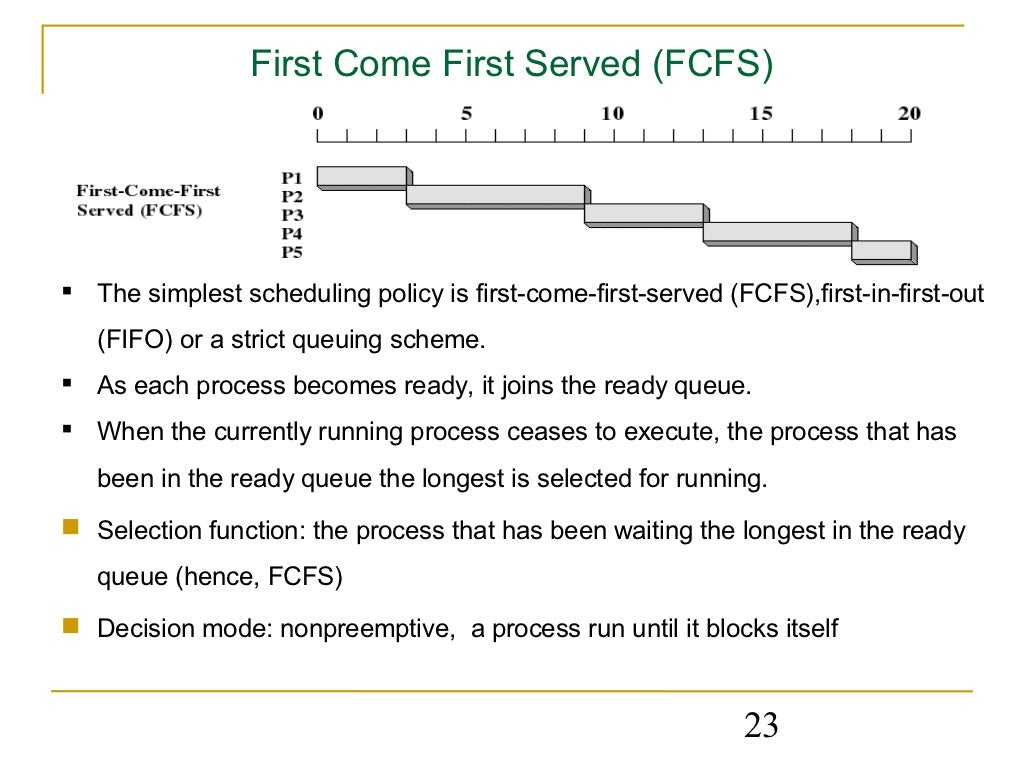 First Come First Served (FCFS)
0 5 10 15 20
First-Come-First
Served (FCFS)
P1
P2
P3
P4
P5
▪ The simplest scheduling policy is first-come-first-served (FCFS),first-in-first-out
(FIFO) or a strict queuing scheme.
▪ As each process becomes ready, it joins the ready queue.
▪ When the currently running process ceases to execute, the process that has
been in the ready queue the longest is selected for running.
■ Selection function: the process that has been waiting the longest in the ready
queue (hence, FCFS)
■ Decision mode: nonpreemptive, a process run until it blocks itself
23